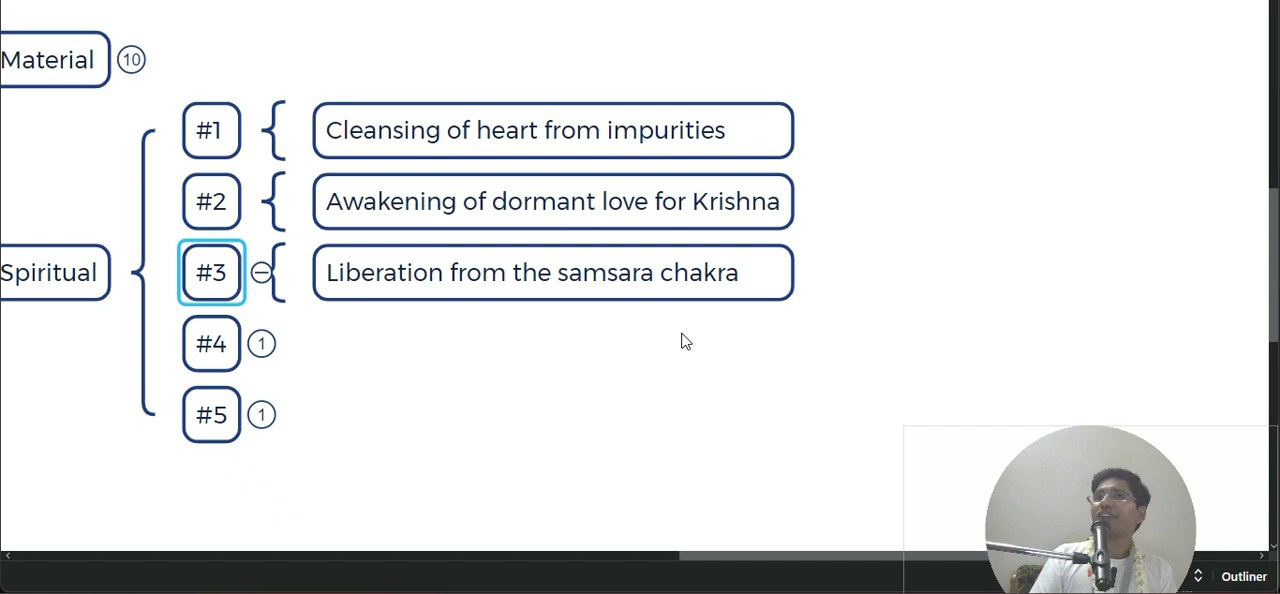 Material 10
#1 Cleansing of heart from impurities
#2 Awakening of dormant love for Krishna
Spiritual #3 Liberation from the samsara chakra
#4 1
#5 1
Outliner